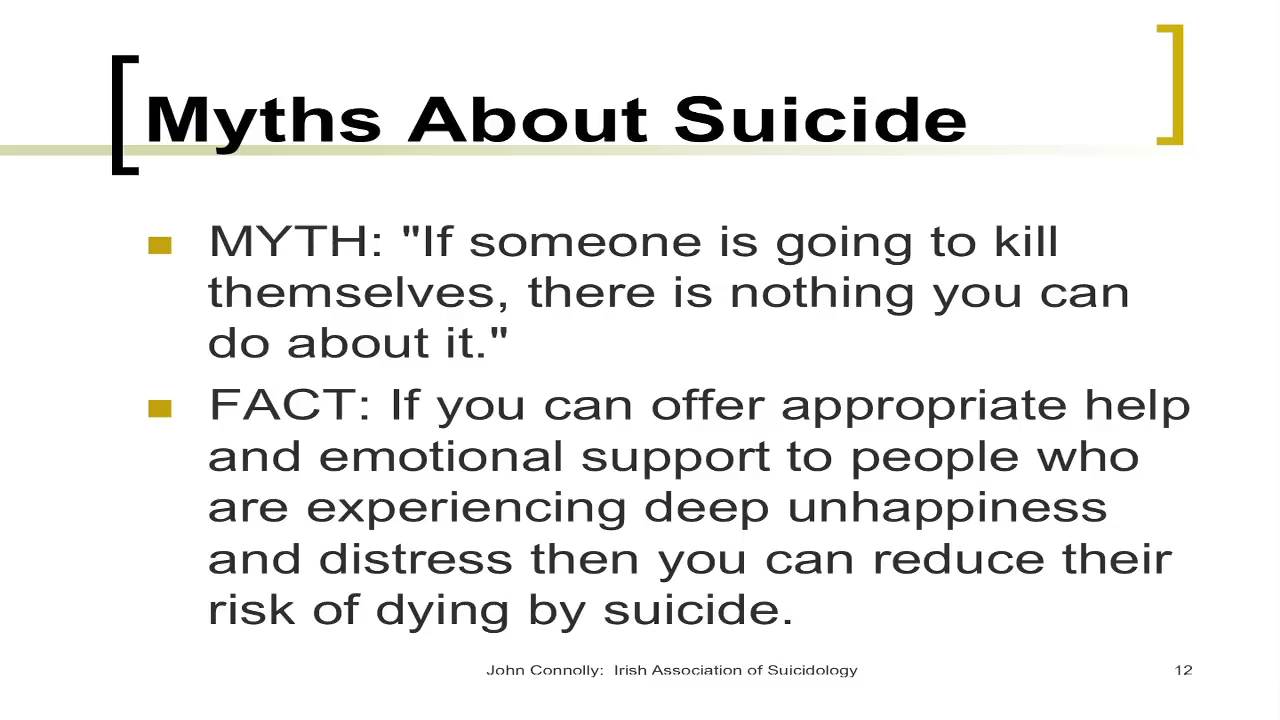 Myths About Suicide
MYTH: "If someone is going to kill
themselves, there is nothing you can
do about it."
FACT: If you can offer appropriate help
and emotional support to people who
are experiencing deep unhappiness
and distress then you can reduce their
risk of dying by suicide.
John Connolly: Irish Association of Suicidology
12